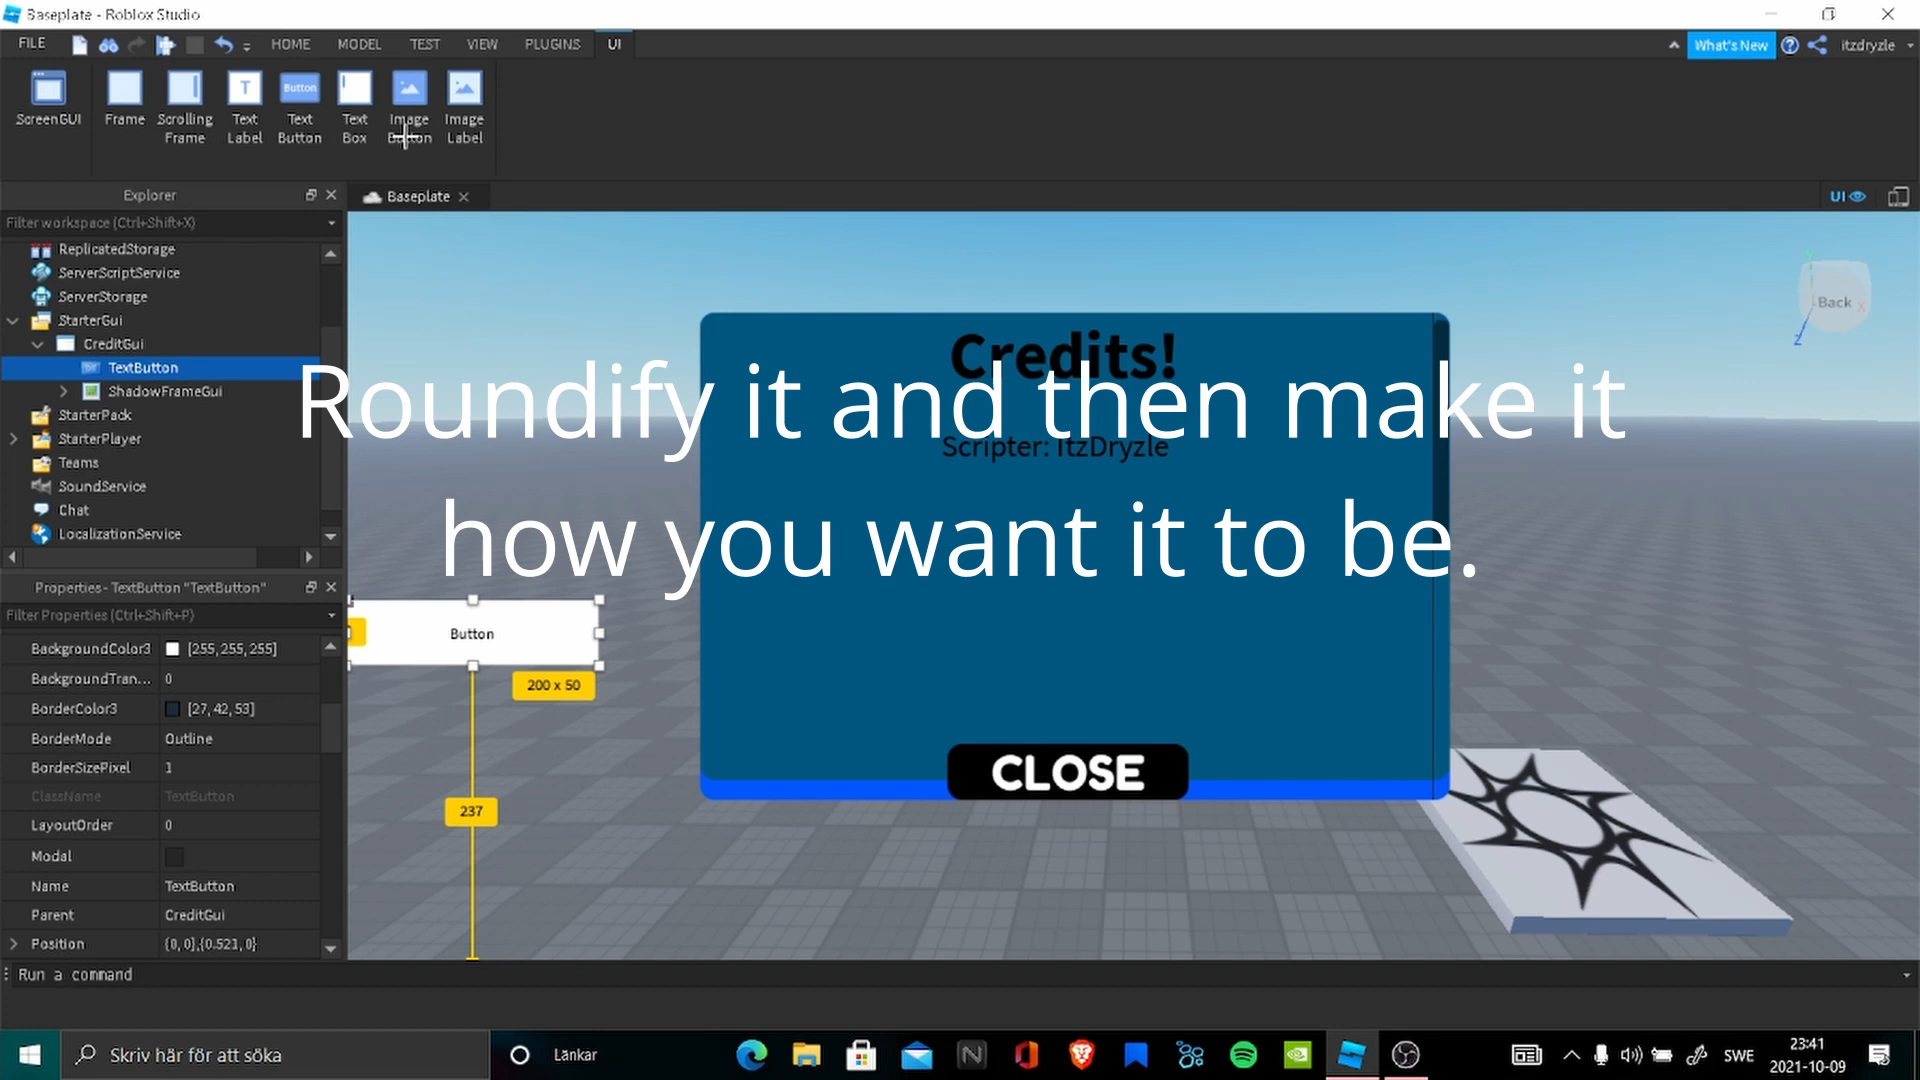 Baseplate - Roblox Studio
FILE
HOME
MODEL
TEST
VIEW
PLUGINS
UI
What's New
itzdryzle
ScreenGUI
Frame
Scrolling
Frame
Text
Label
Button
Text
Button
Text
Box
Image
Button
Image
Label
Explorer
Filter workspace (Ctrl+Shift+X)
ReplicatedStorage
ServerScriptService
ServerStorage
StarterGui
CreditGui
TextButton
ShadowFrameGui
StarterPack
StarterPlayer
Teams
SoundService
Chat
LocalizationService
Baseplate
UI
Back
X
Z
Credits!
Scripter: ItzDryzle
Roundify it and then make it
how you want it to be.
Button
200 x 50
237
CLOSE
Properties - TextButton "TextButton"
Filter Properties (Ctrl+Shift+P)
BackgroundColor3 [255, 255, 255]
BackgroundTran... 0
BorderColor3 [27, 42, 53]
BorderMode Outline
BorderSizePixel 1
ClassName TextButton
LayoutOrder 0
Modal
Name TextButton
Parent CreditGui
Position {0, 0},{0.521, 0}
Run a command
Skriv här för att söka
Länkar
SWE
23:41
2021-10-09